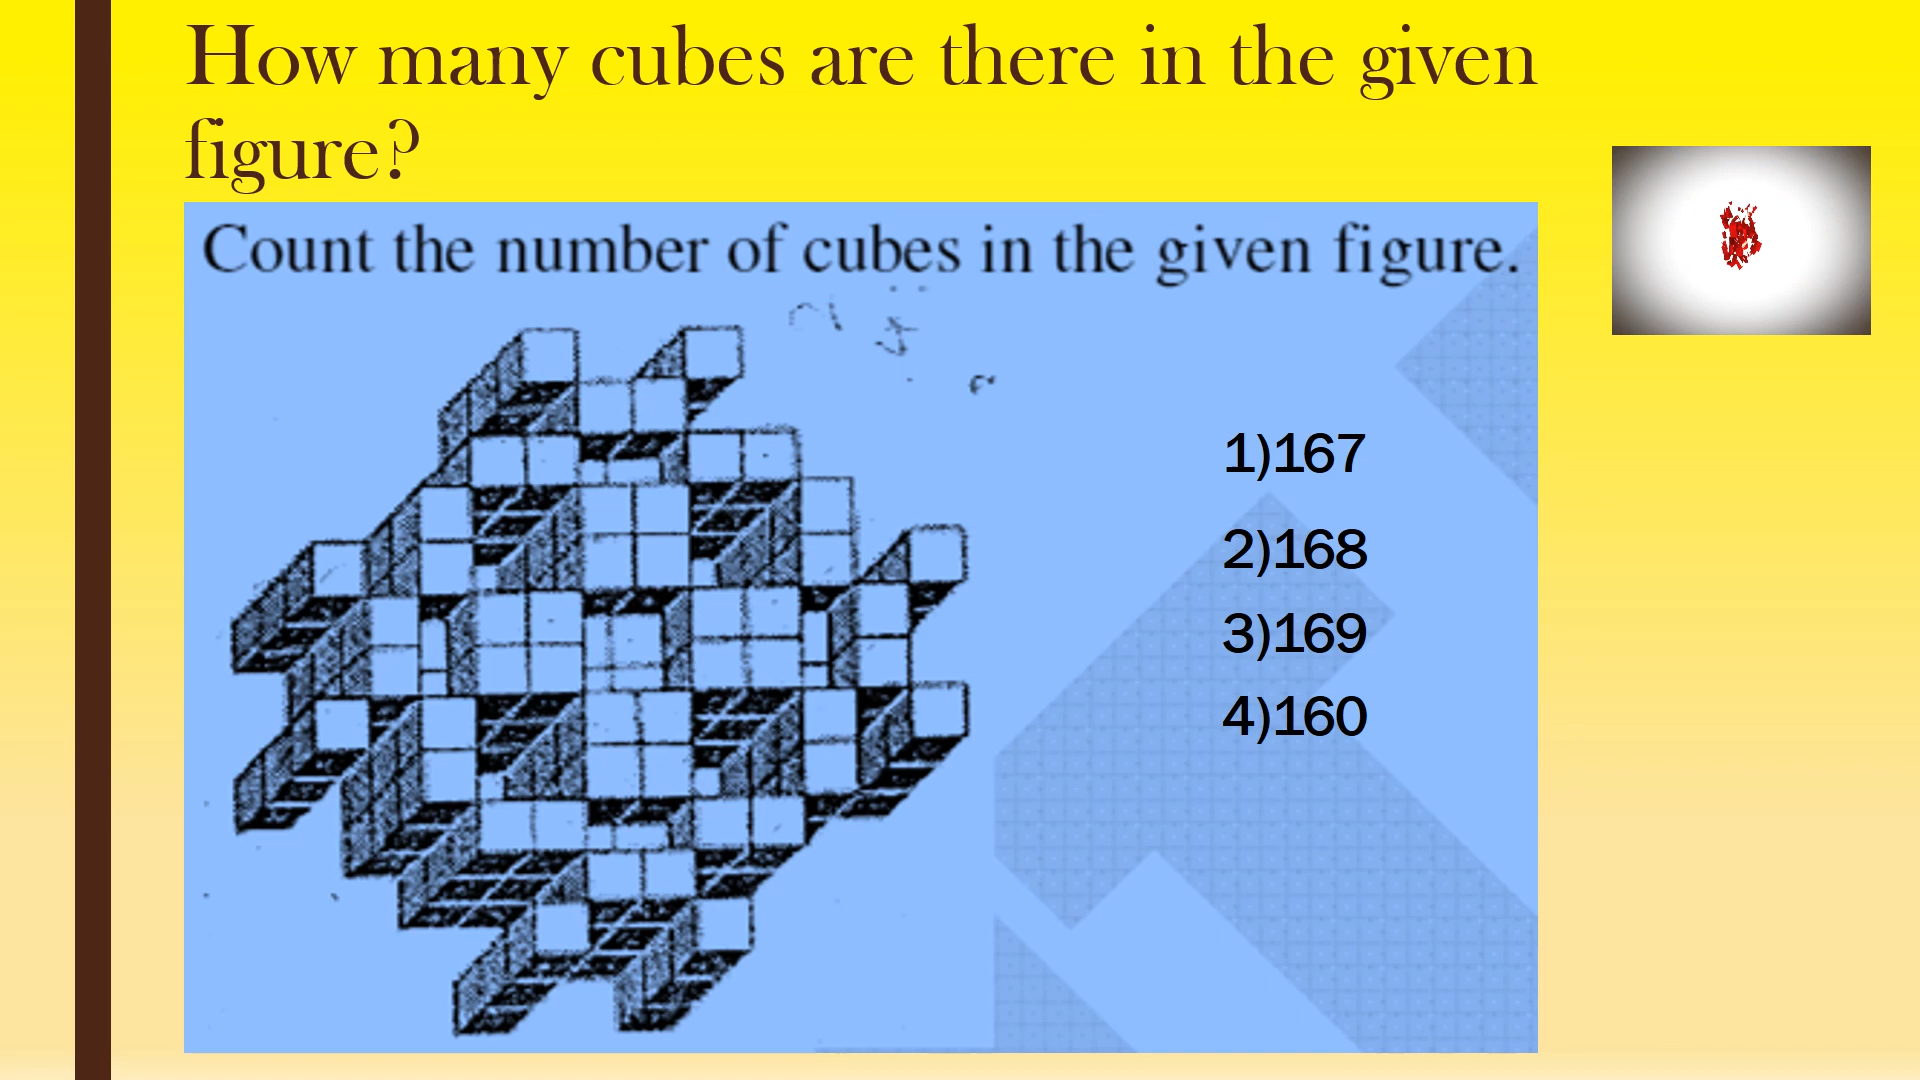 How many cubes are there in the given
figure?
Count the number of cubes in the given figure.
1)167
2)168
3)169
4)160